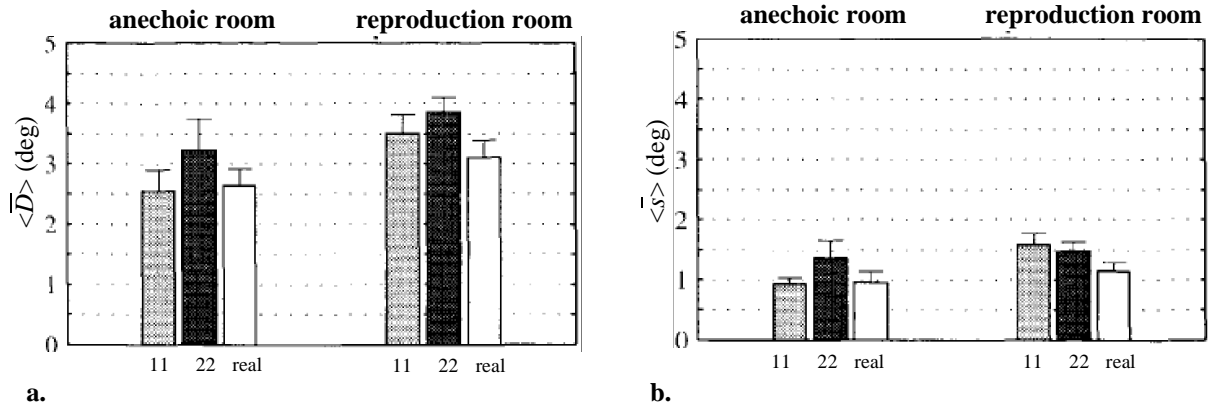 anechoic room reproduction room
5
4
3
2
1
0
<D> (deg)
11 22 real 11 22 real
a.
anechoic room reproduction room
5
4
3
2
1
0
<s> (deg)
11 22 real 11 22 real
b.